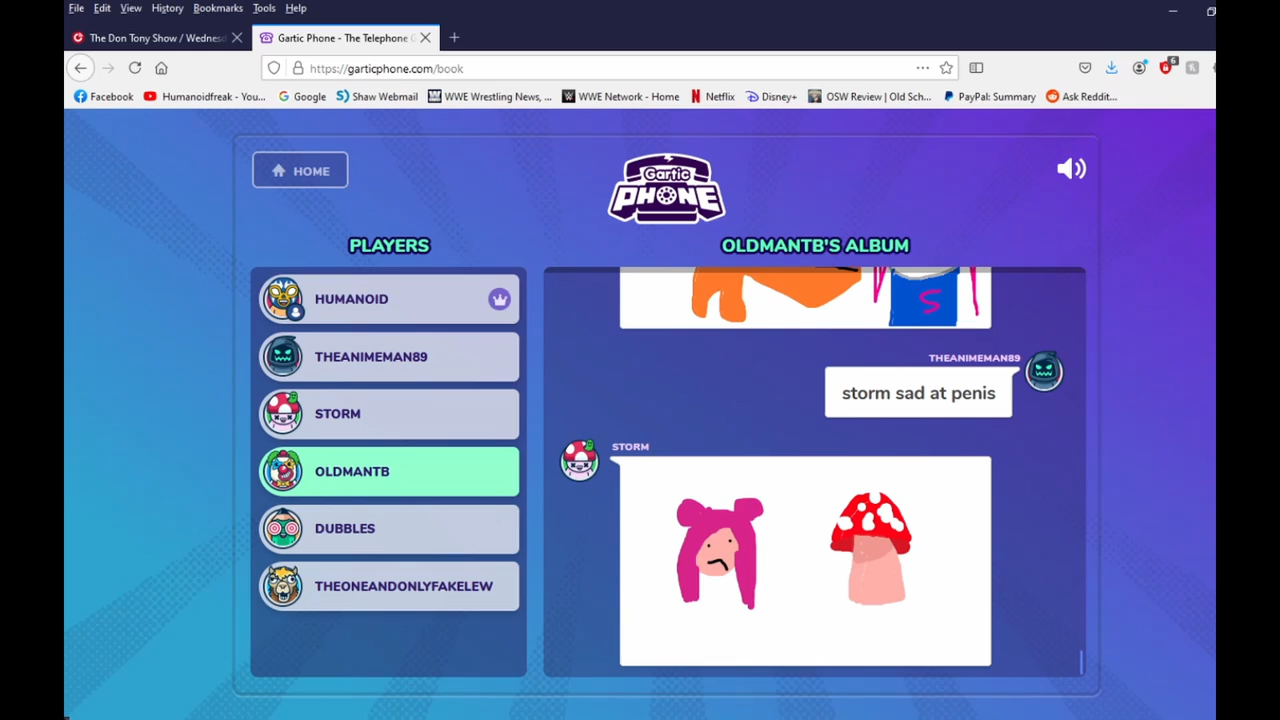 File Edit View History Bookmarks Tools Help
The Don Tony Show / Wednesd
Gartic Phone - The Telephone G
https://garticphone.com/book
6
Facebook Humanoidfreak - You... Google Shaw Webmail WWE Wrestling News, ... WWE Network - Home Netflix Disney+ OSW Review | Old Sch... PayPal: Summary Ask Reddit...
HOME
Gartic
PHONE
PLAYERS
OLDMANTB'S ALBUM
HUMANOID
THEANIMEMAN89
STORM
OLDMANTB
DUBBLES
THEONEANDONLYFAKELEW
S
THEANIMEMAN89
storm sad at penis
STORM